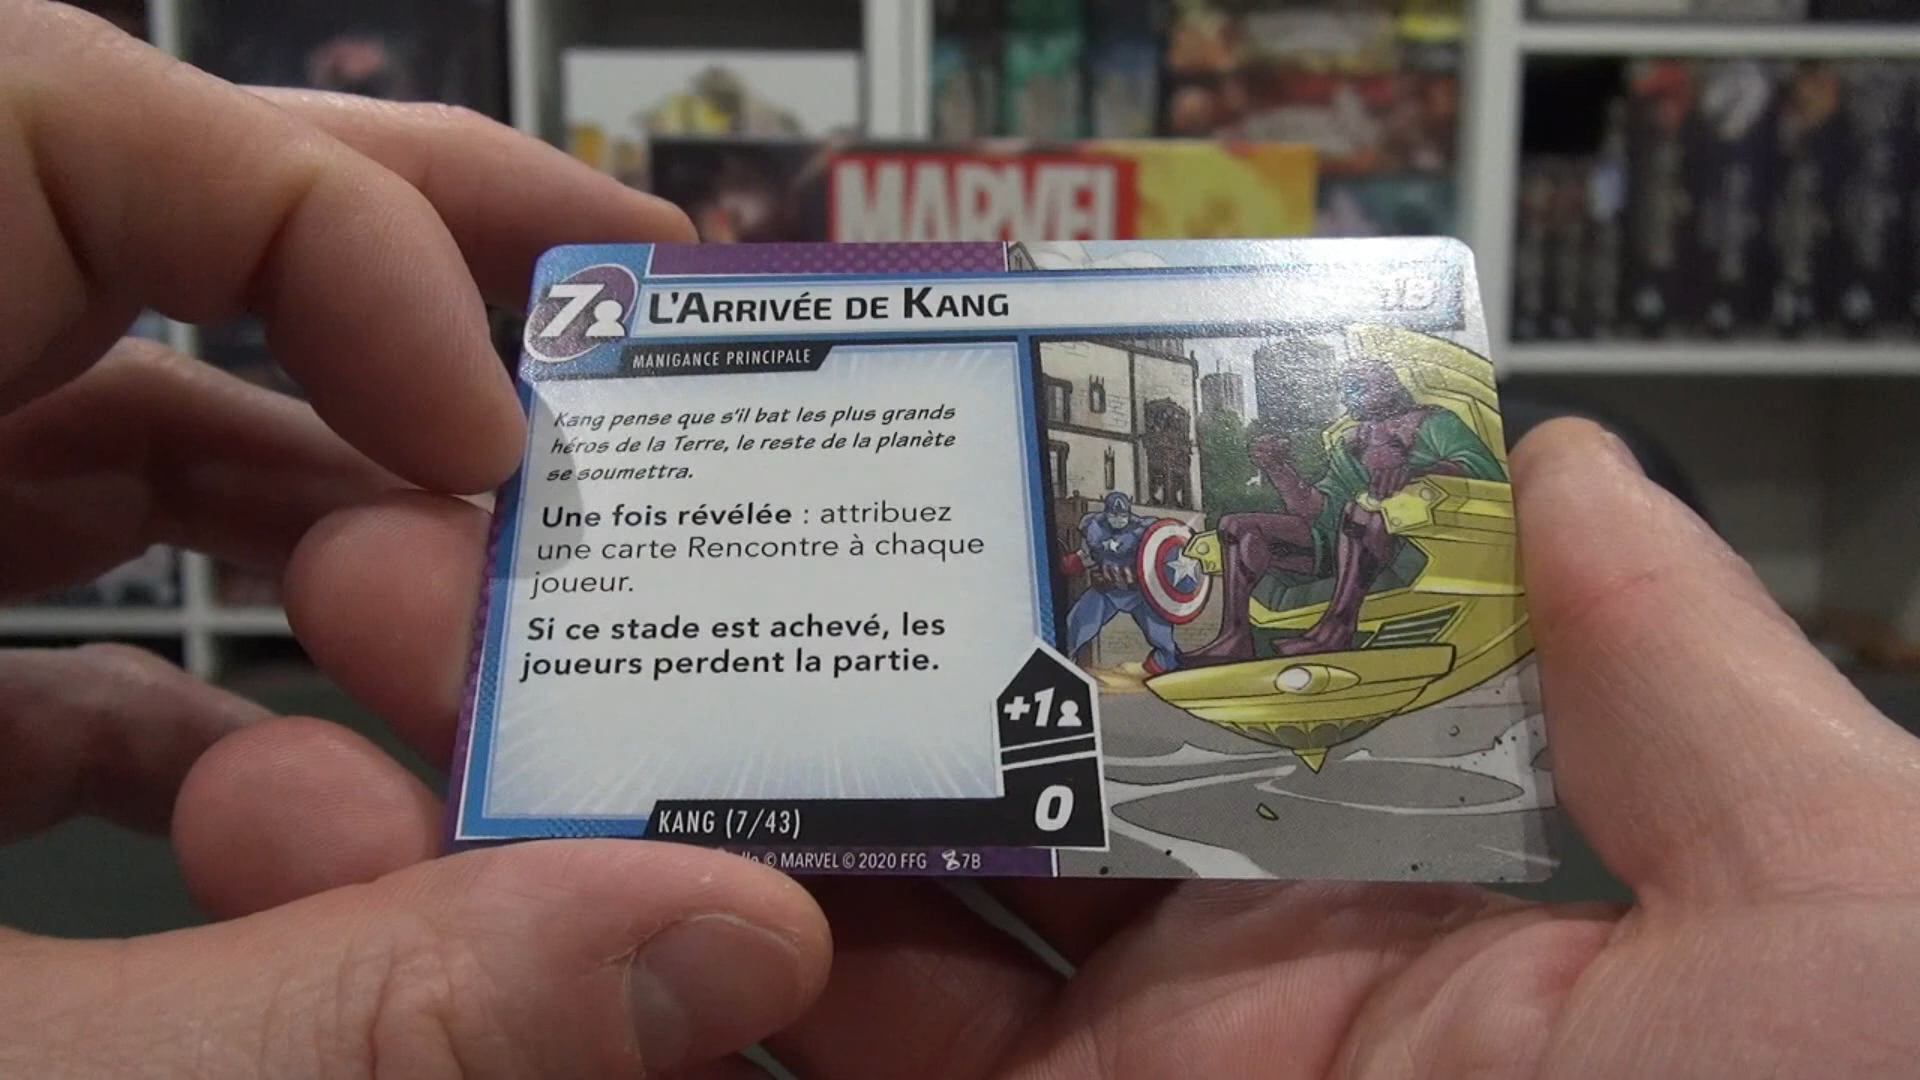 MARVEL
7
L'ARRIVÉE DE KANG
1B
MANIGANCE PRINCIPALE
Kang pense que s'il bat les plus grands
héros de la Terre, le reste de la planète
se soumettra.
Une fois révélée : attribuez
une carte Rencontre à chaque
joueur.
Si ce stade est achevé, les
joueurs perdent la partie.
+1
0
KANG (7/43)
© MARVEL © 2020 FFG 7B